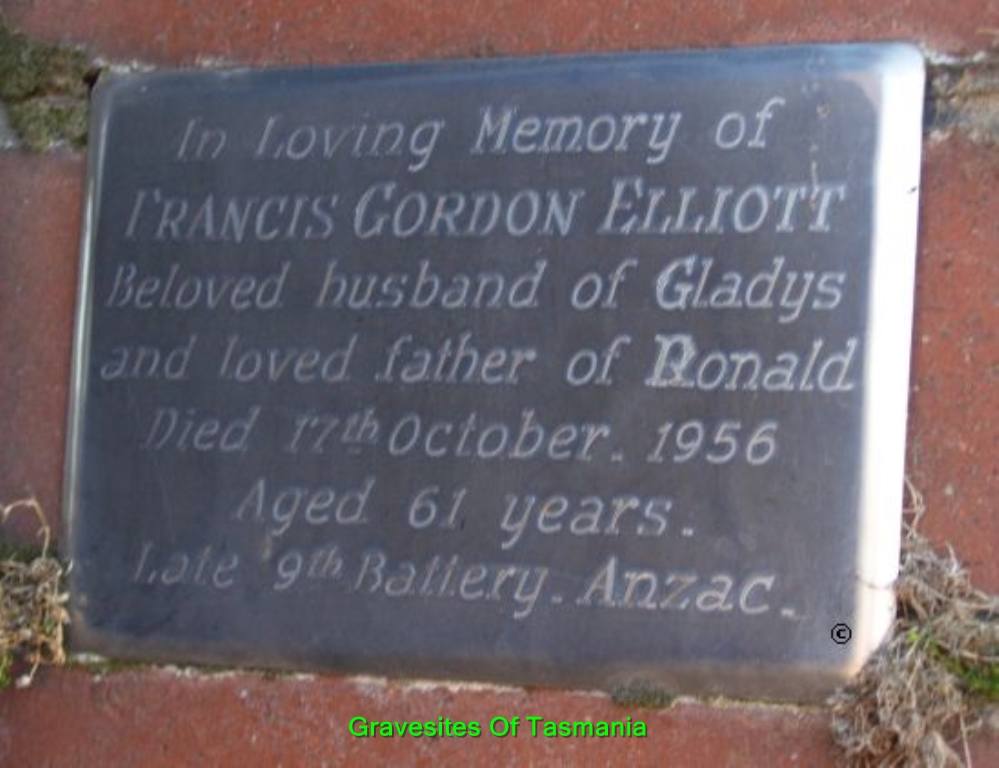 In Loving Memory of
FRANCIS GORDON ELLIOTT
Beloved husband of Gladys
and loved father of Ronald
Died 17th October. 1956
Aged 61 years.
Late 9th Battery. Anzac.
©
Gravesites Of Tasmania